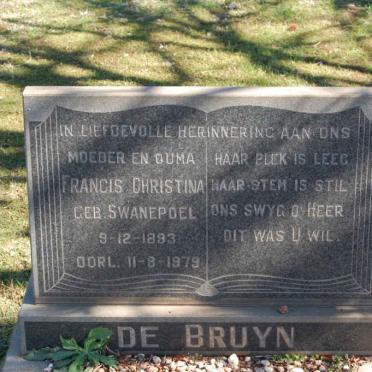 IN LIEFDEVOLLE HERINNERING AAN ONS
MOEDER EN OUMA
FRANCIS CHRISTINA
GEB. SWANEPOEL
9-12-1893
OORL. 11-8-1979
HAAR PLEK IS LEEG
HAAR STEM IS STIL
ONS SWYG O HEER
DIT WAS U WIL.
DE BRUYN